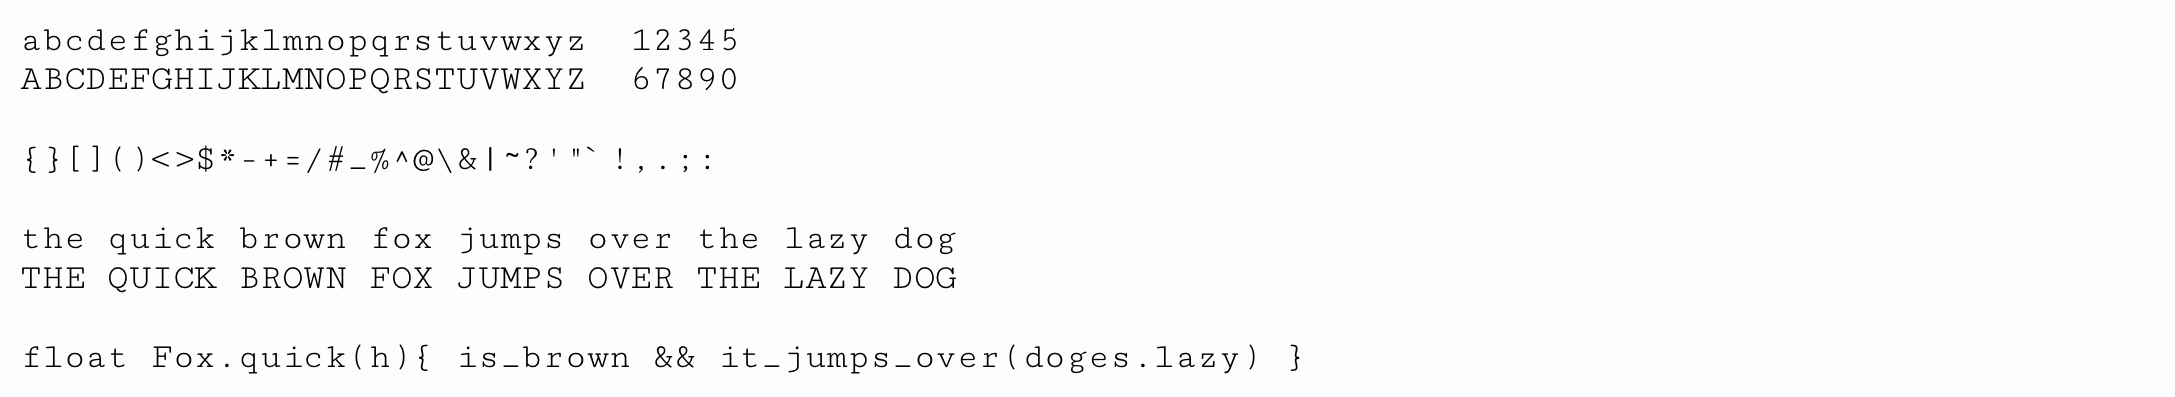 abcdefghijklmnopqrstuvwxyz  12345
ABCDEFGHIJKLMNOPQRSTUVWXYZ  67890
{}[]()<>$*-+=/#_%^@\&|~?'"`!,.;:
the quick brown fox jumps over the lazy dog
THE QUICK BROWN FOX JUMPS OVER THE LAZY DOG
float Fox.quick(h){ is_brown && it_jumps_over(doges.lazy) }